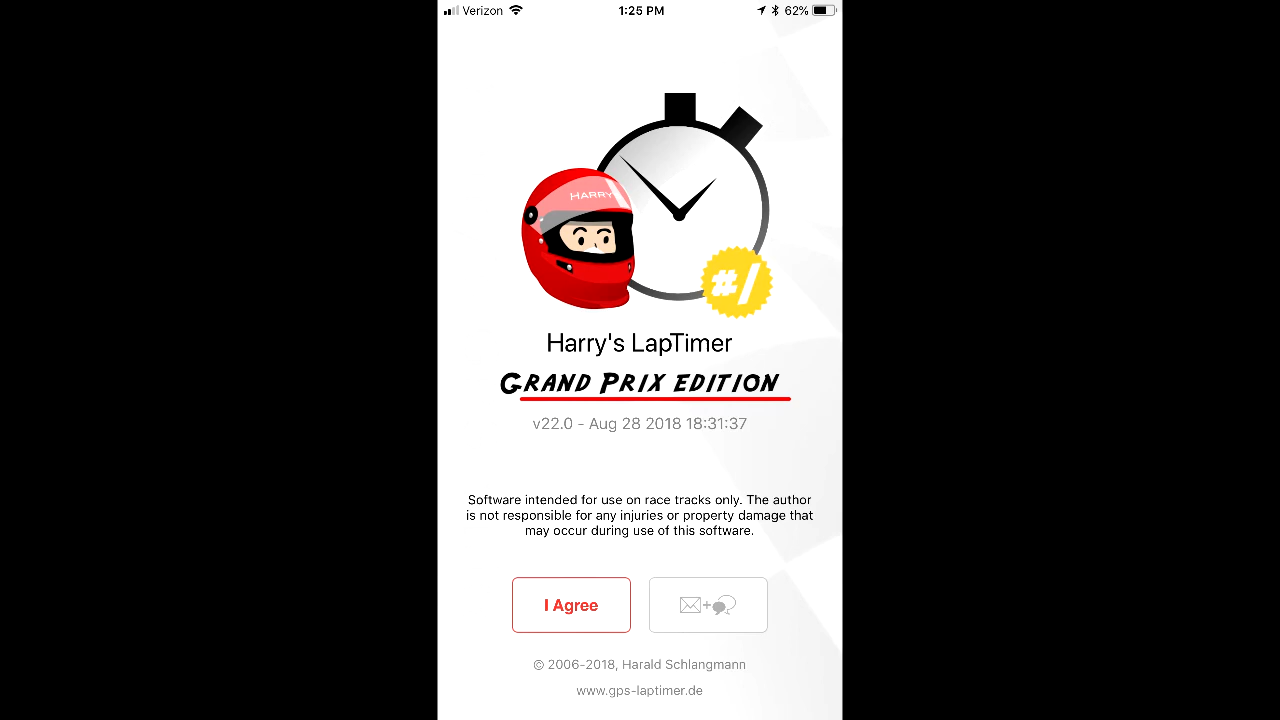 Verizon 1:25 PM 62%
HARRY
#/
Harry's LapTimer
GRAND PRIX EDITION
v22.0 - Aug 28 2018 18:31:37
Software intended for use on race tracks only. The author
is not responsible for any injuries or property damage that
may occur during use of this software.
I Agree
+
© 2006-2018, Harald Schlangmann
www.gps-laptimer.de